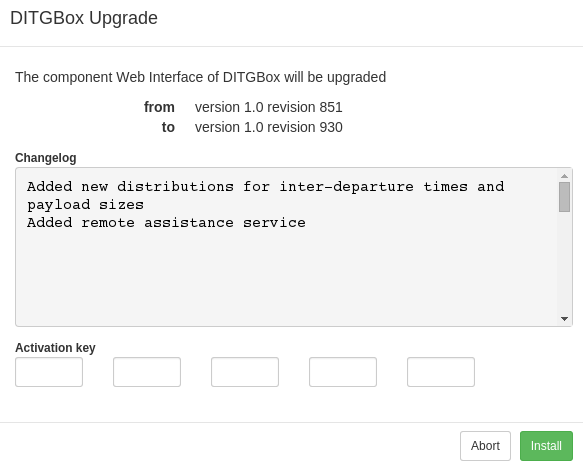 DITGBox Upgrade
The component Web Interface of DITGBox will be upgraded
from version 1.0 revision 851
to version 1.0 revision 930
Changelog
Added new distributions for inter-departure times and
payload sizes
Added remote assistance service
Activation key
Abort Install